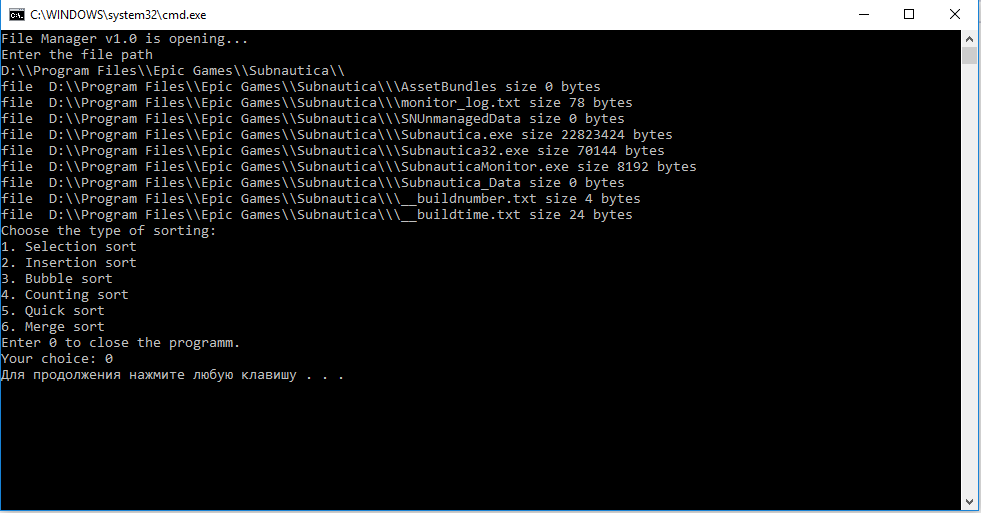 C:\WINDOWS\system32\cmd.exe
File Manager v1.0 is opening...
Enter the file path
D:\\Program Files\\Epic Games\\Subnautica\\
file  D:\\Program Files\\Epic Games\\Subnautica\\\AssetBundles size 0 bytes
file  D:\\Program Files\\Epic Games\\Subnautica\\\monitor_log.txt size 78 bytes
file  D:\\Program Files\\Epic Games\\Subnautica\\\SNUnmanagedData size 0 bytes
file  D:\\Program Files\\Epic Games\\Subnautica\\\Subnautica.exe size 22823424 bytes
file  D:\\Program Files\\Epic Games\\Subnautica\\\Subnautica32.exe size 70144 bytes
file  D:\\Program Files\\Epic Games\\Subnautica\\\SubnauticaMonitor.exe size 8192 bytes
file  D:\\Program Files\\Epic Games\\Subnautica\\\Subnautica_Data size 0 bytes
file  D:\\Program Files\\Epic Games\\Subnautica\\\__buildnumber.txt size 4 bytes
file  D:\\Program Files\\Epic Games\\Subnautica\\\__buildtime.txt size 24 bytes
Choose the type of sorting:
1. Selection sort
2. Insertion sort
3. Bubble sort
4. Counting sort
5. Quick sort
6. Merge sort
Enter 0 to close the programm.
Your choice: 0
Для продолжения нажмите любую клавишу . . .